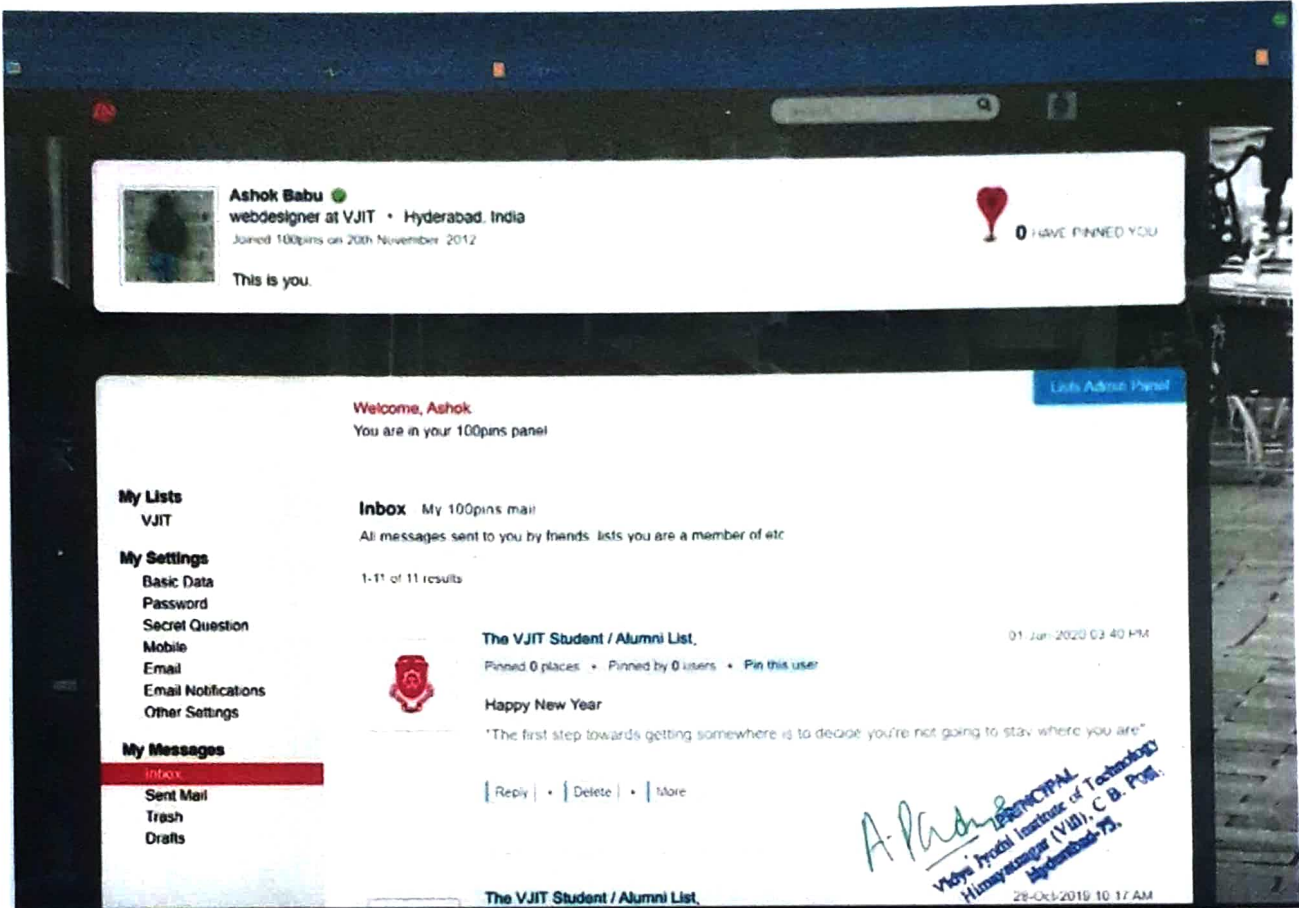 Ashok Babu
webdesigner at VJIT • Hyderabad, India
Joined 100pins on 20th November 2012
This is you.
0 HAVE PINNED YOU
Lists Admin Panel
Welcome, Ashok
You are in your 100pins panel
My Lists
VJIT
My Settings
Basic Data
Password
Secret Question
Mobile
Email
Email Notifications
Other Settings
My Messages
Inbox
Sent Mail
Trash
Drafts
Inbox My 100pins mail
All messages sent to you by friends, lists you are a member of etc
1-11 of 11 results
The VJIT Student / Alumni List,
01-Jan-2020 03:40 PM
Pinned 0 places • Pinned by 0 users • Pin this user
Happy New Year
"The first step towards getting somewhere is to decide you're not going to stay where you are"
Reply • Delete • More
PRINCIPAL
Vidya Jyothi Institute of Technology
Himayatnagar (Vill), C.B. Post.
Hyderabad-75.
The VJIT Student / Alumni List,
28-Oct-2019 10:17 AM